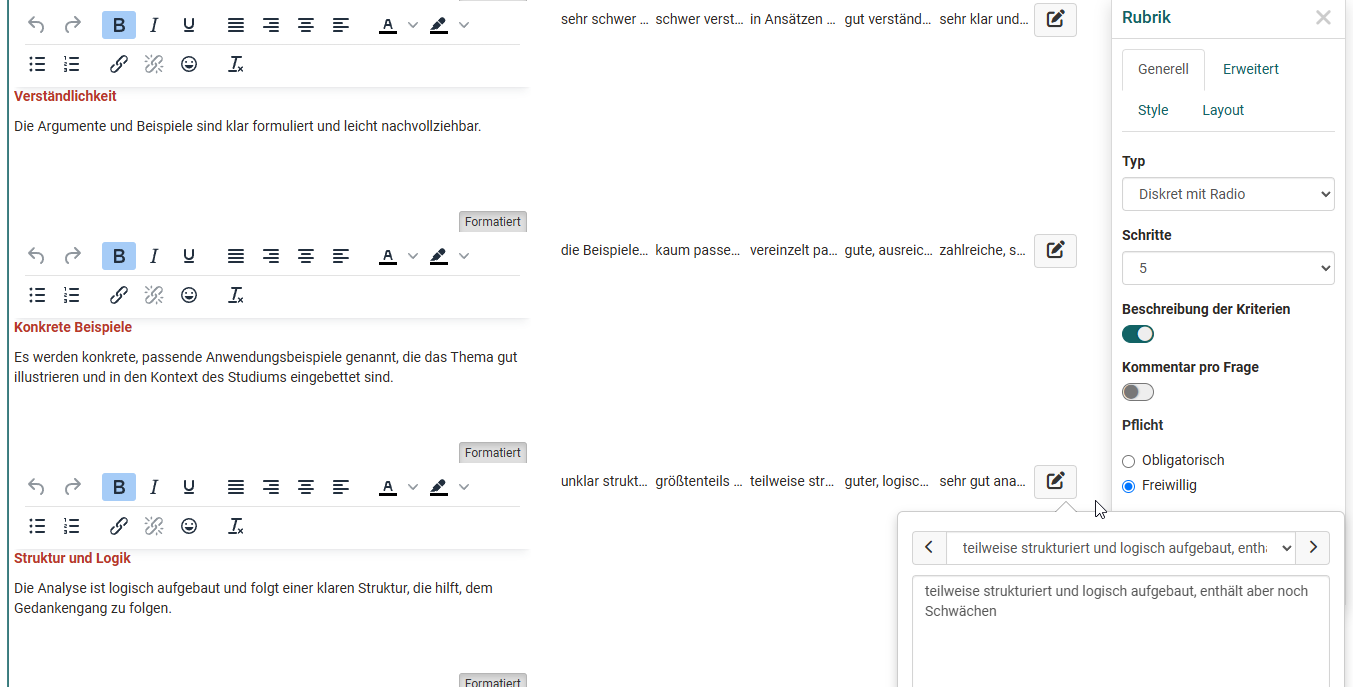 sehr schwer ... schwer verst... in Ansätzen ... gut verständ... sehr klar und...
Verständlichkeit
Die Argumente und Beispiele sind klar formuliert und leicht nachvollziehbar.
Formatiert
die Beispiele... kaum passe... vereinzelt pa... gute, ausreic... zahlreiche, s...
Konkrete Beispiele
Es werden konkrete, passende Anwendungsbeispiele genannt, die das Thema gut
illustrieren und in den Kontext des Studiums eingebettet sind.
Formatiert
unklar strukt... größtenteils ... teilweise str... guter, logisc... sehr gut ana...
Struktur und Logik
Die Analyse ist logisch aufgebaut und folgt einer klaren Struktur, die hilft, dem
Gedankengang zu folgen.
Formatiert
Rubrik
Generell Erweitert
Style Layout
Typ
Diskret mit Radio
Schritte
5
Beschreibung der Kriterien
Kommentar pro Frage
Pflicht
Obligatorisch
Freiwillig
teilweise strukturiert und logisch aufgebaut, enthä
teilweise strukturiert und logisch aufgebaut, enthält aber noch
Schwächen